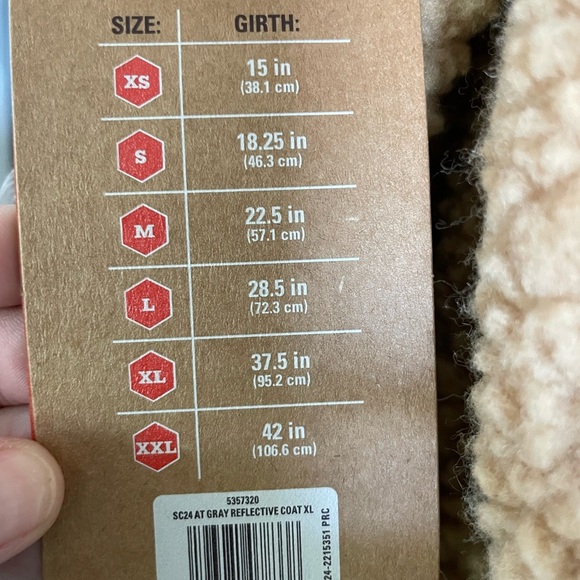 SIZE: GIRTH:
XS 15 in
(38.1 cm)
S 18.25 in
(46.3 cm)
M 22.5 in
(57.1 cm)
L 28.5 in
(72.3 cm)
XL 37.5 in
(95.2 cm)
XXL 42 in
(106.6 cm)
5357320
SC24 AT GRAY REFLECTIVE COAT XL
24-2215351 PRC